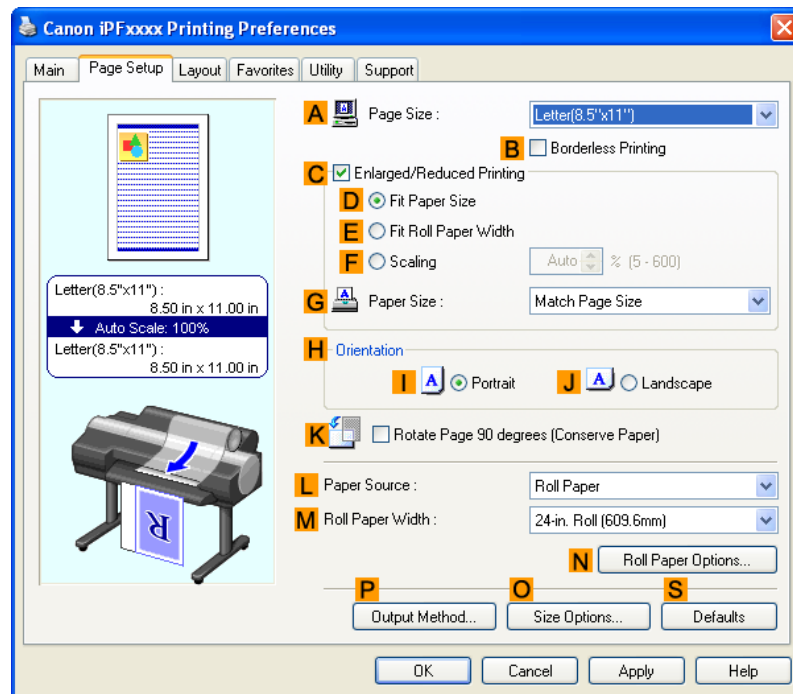 Canon iPFxxxx Printing Preferences
Main Page Setup Layout Favorites Utility Support
A Page Size : Letter(8.5"x11")
B Borderless Printing
C Enlarged/Reduced Printing
D Fit Paper Size
E Fit Roll Paper Width
F Scaling Auto % (5 - 600)
G A Paper Size : Match Page Size
Letter(8.5"x11") :
8.50 in x 11.00 in
Auto Scale: 100%
Letter(8.5"x11") :
8.50 in x 11.00 in
H Orientation
I A Portrait J A Landscape
K Rotate Page 90 degrees (Conserve Paper)
L Paper Source : Roll Paper
M Roll Paper Width : 24-in. Roll (609.6mm)
R
N Roll Paper Options...
P O S
Output Method... Size Options... Defaults
OK Cancel Apply Help